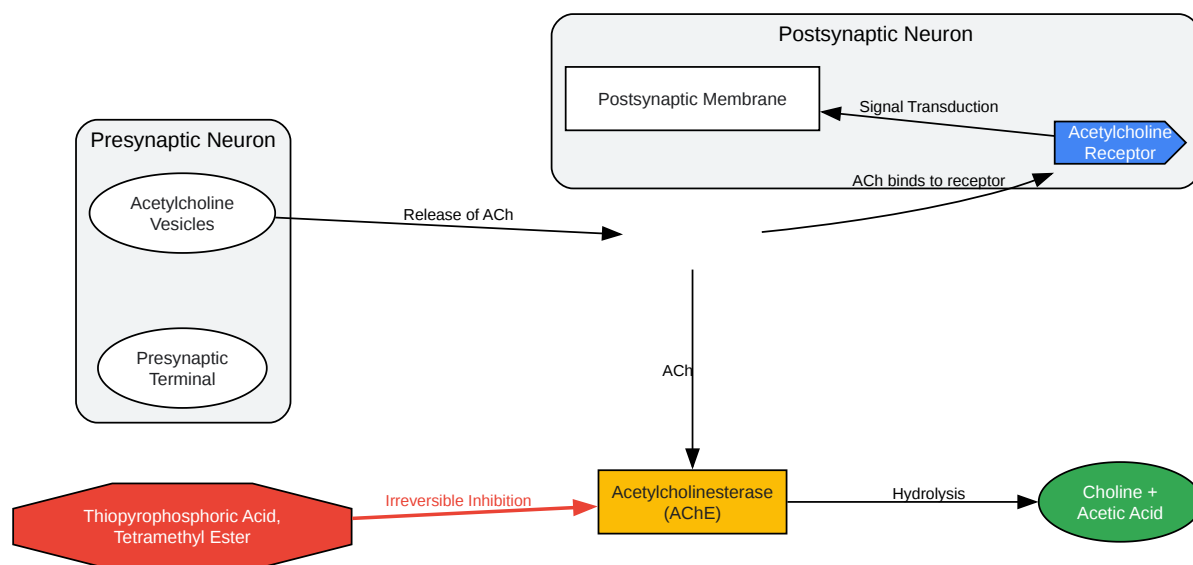 Postsynaptic Neuron
Postsynaptic Membrane
Signal Transduction
Acetylcholine
Receptor
Presynaptic Neuron
ACh binds to receptor
Acetylcholine
Vesicles
Release of ACh
Presynaptic
Terminal
ACh
Irreversible Inhibition
Acetylcholinesterase
(AChE)
Hydrolysis
Choline +
Acetic Acid
Thiopyrophosphoric Acid,
Tetramethyl Ester